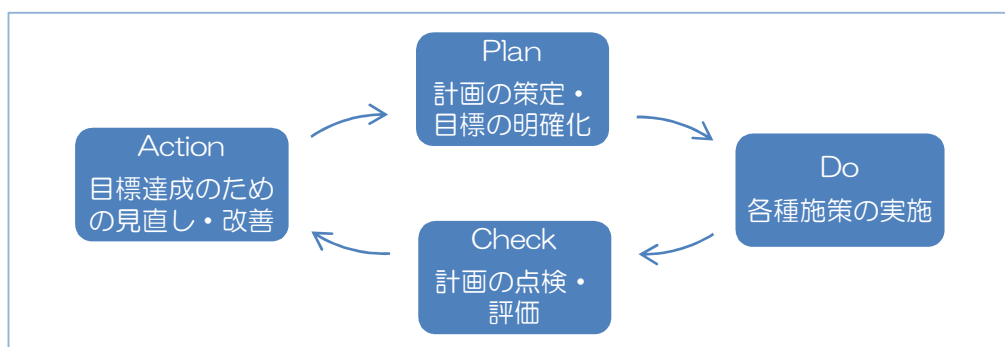 Plan
計画の策定・
目標の明確化
Action
目標達成のため
の見直し・改善
Do
各種施策の実施
Check
計画の点検・
評価